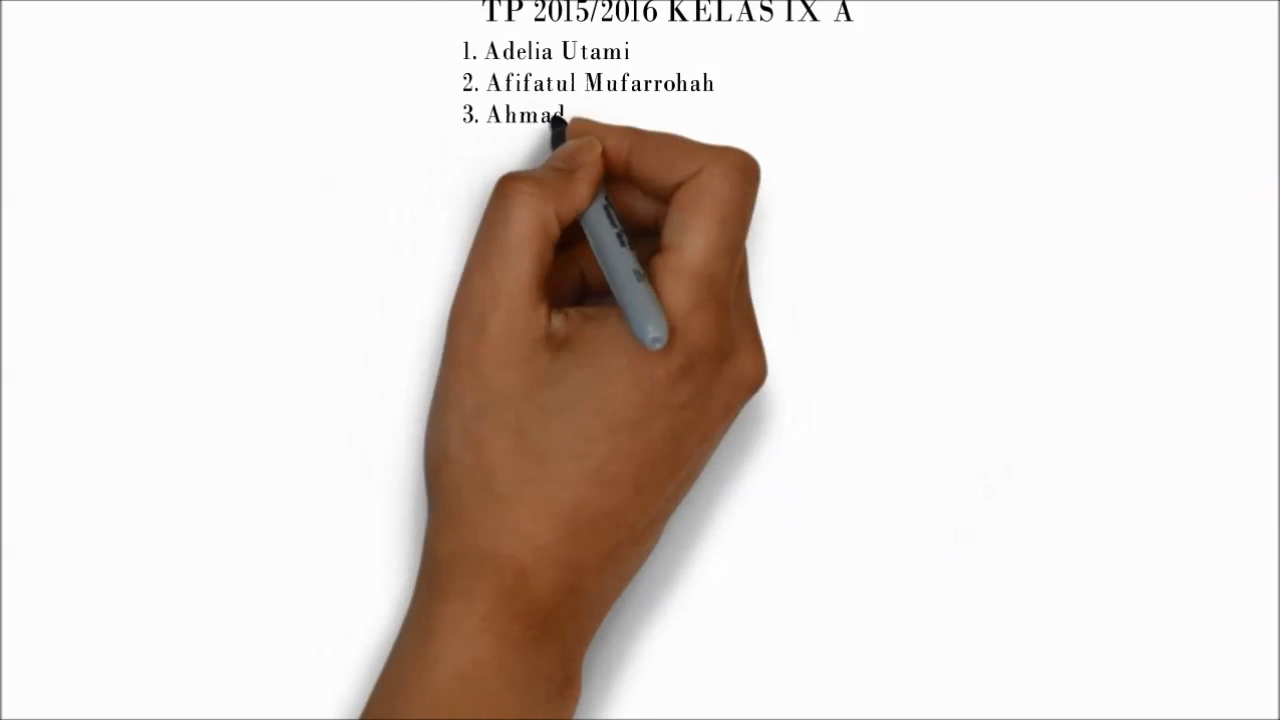 TP 2015/2016 KELAS IX A
1. Adelia Utami
2. Afifatul Mufarrohah
3. Ahmad